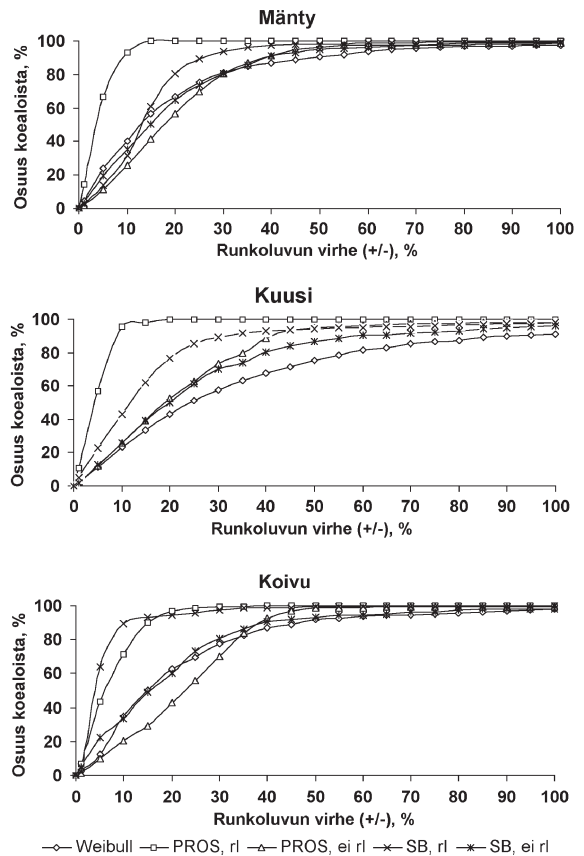 Mänty
Osuus koealoista, %
100
80
60
40
20
0
0 10 20 30 40 50 60 70 80 90 100
Runkoluvun virhe (+/-), %
Kuusi
Osuus koealoista, %
100
80
60
40
20
0
0 10 20 30 40 50 60 70 80 90 100
Runkoluvun virhe (+/-), %
Koivu
Osuus koealoista, %
100
80
60
40
20
0
0 10 20 30 40 50 60 70 80 90 100
Runkoluvun virhe (+/-), %
Weibull PROS, rl PROS, ei rl SB, rl SB, ei rl